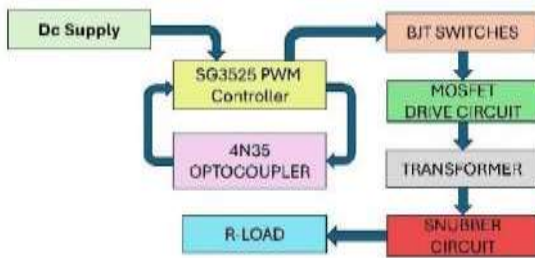 Dc Supply
SG3525 PWM
Controller
4N35
OPTOCOUPLER
BJT SWITCHES
MOSFET
DRIVE CIRCUIT
TRANSFORMER
SNUBBER
CIRCUIT
R-LOAD